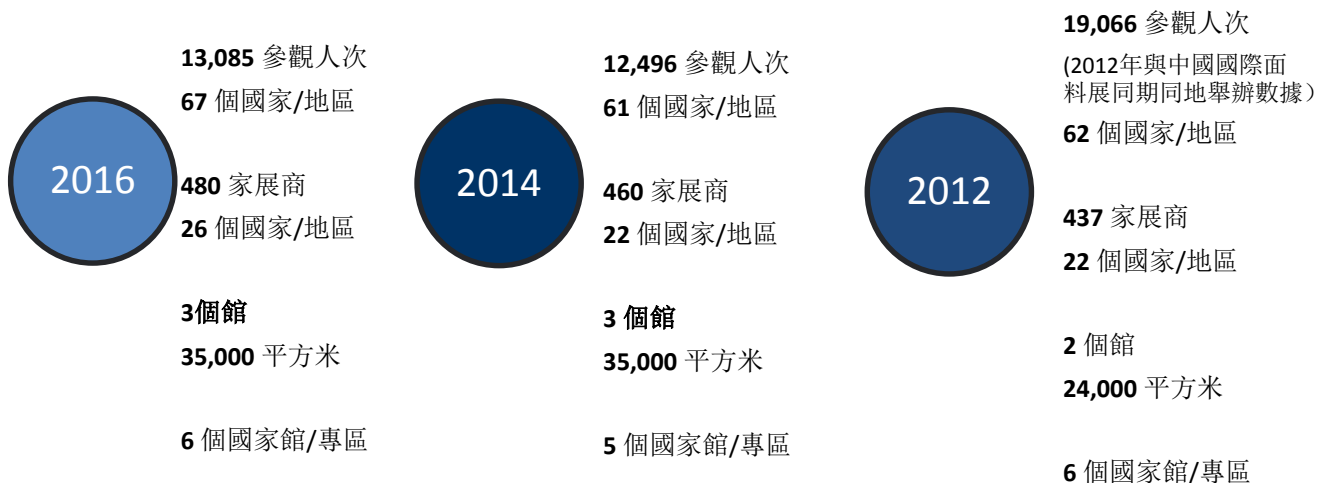 2016
13,085 參觀人次
67 個國家/地區
480 家展商
26 個國家/地區
3個館
35,000 平方米
6 個國家館/專區
2014
12,496 參觀人次
61 個國家/地區
460 家展商
22 個國家/地區
3 個館
35,000 平方米
5 個國家館/專區
2012
19,066 參觀人次
(2012年與中國國際面
料展同期同地舉辦數據）
62 個國家/地區
437 家展商
22 個國家/地區
2 個館
24,000 平方米
6 個國家館/專區